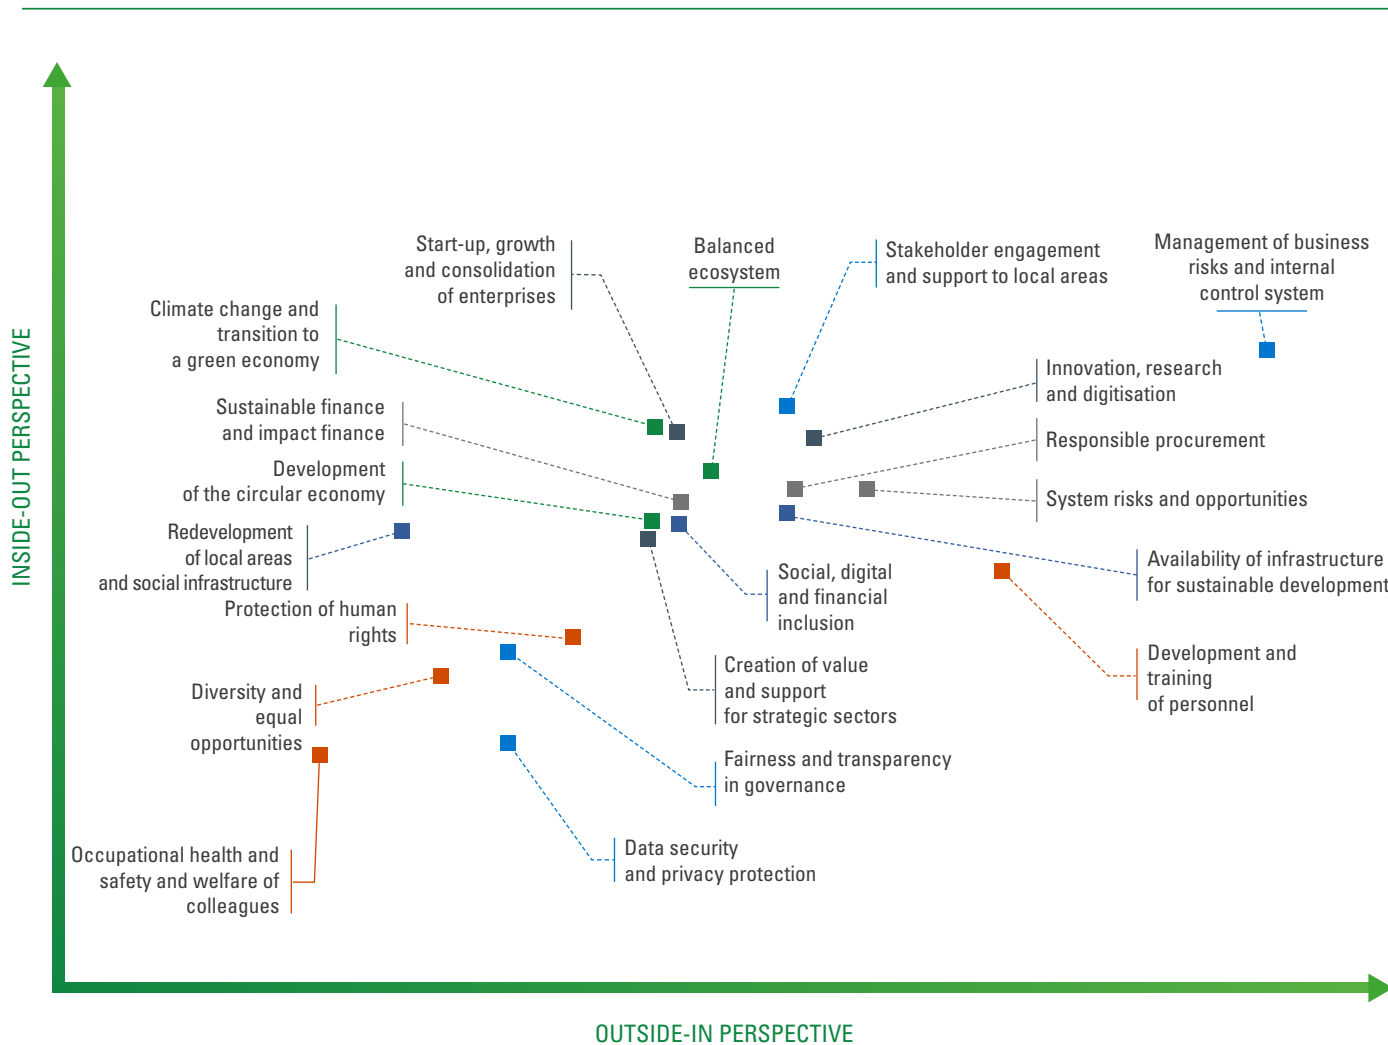 Start-up, growth
and consolidation
of enterprises
Balanced
ecosystem
Stakeholder engagement
and support to local areas
Management of business
risks and internal
control system
Climate change and
transition to
a green economy
Innovation, research
and digitisation
Sustainable finance
and impact finance
Responsible procurement
Development
of the circular economy
System risks and opportunities
Redevelopment
of local areas
and social infrastructure
Availability of infrastructure
for sustainable development
Social, digital
and financial
inclusion
Protection of human
rights
Creation of value
and support
for strategic sectors
Development and
training
of personnel
Diversity and
equal
opportunities
Fairness and transparency
in governance
Data security
and privacy protection
Occupational health and
safety and welfare of
colleagues
INSIDE-OUT PERSPECTIVE
OUTSIDE-IN PERSPECTIVE